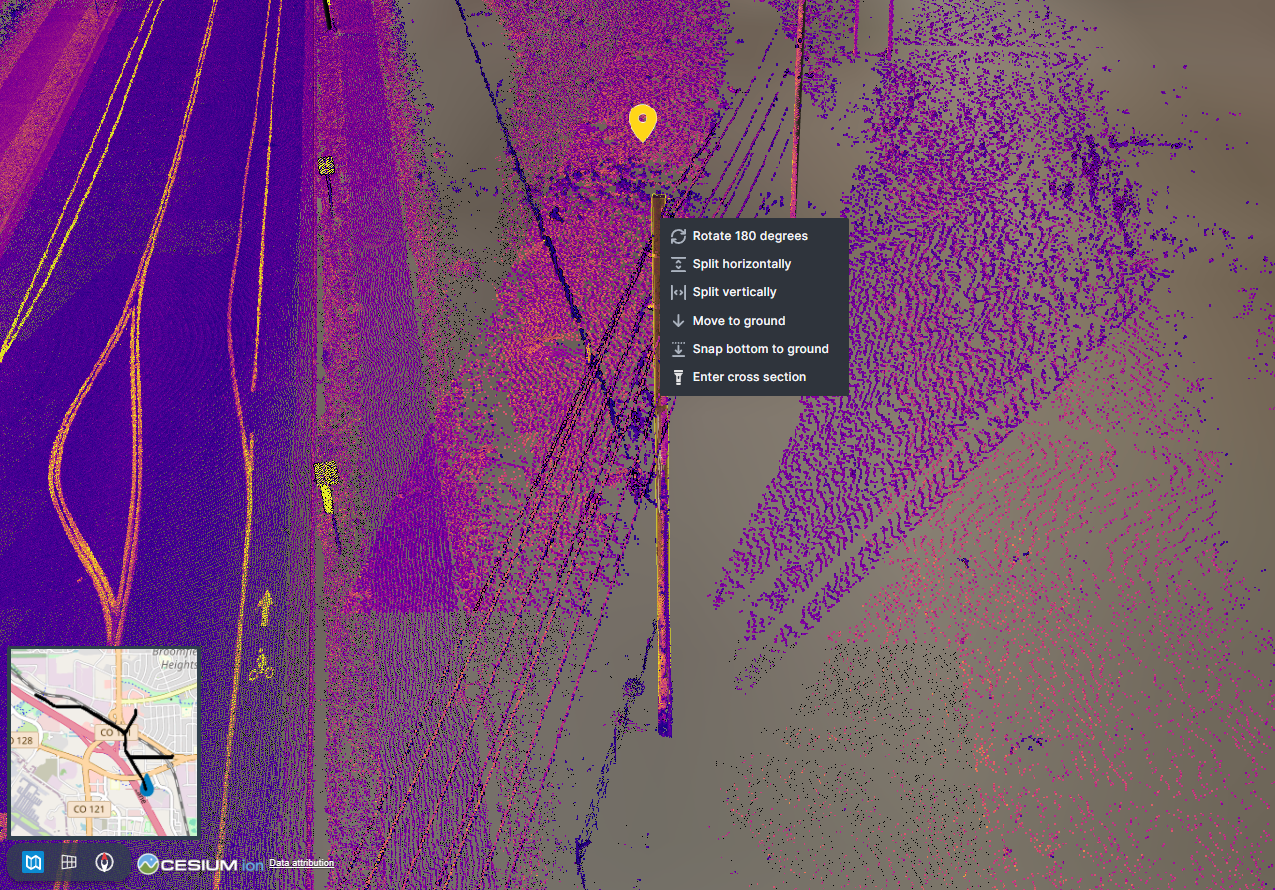 Rotate 180 degrees
Split horizontally
Split vertically
Move to ground
Snap bottom to ground
Enter cross section
Heights
CO
128
CO 121
CESIUM ion Data attribution